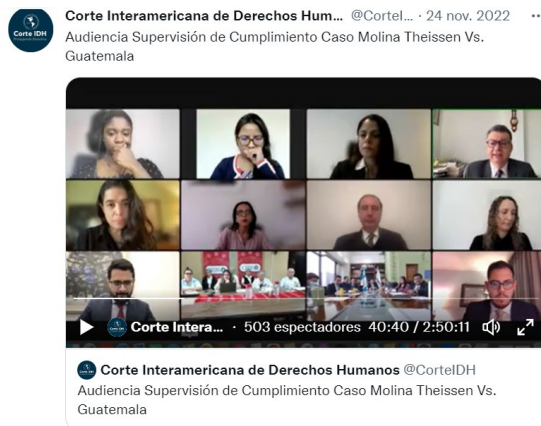 Corte Interamericana de Derechos Hum... @CorteI... · 24 nov. 2022
Corte IDH
Audiencia Supervisión de Cumplimiento Caso Molina Theissen Vs.
Guatemala
Corte Intera... · 503 espectadores 40:40 / 2:50:11
Corte Interamericana de Derechos Humanos @CorteIDH
Audiencia Supervisión de Cumplimiento Caso Molina Theissen Vs.
Guatemala